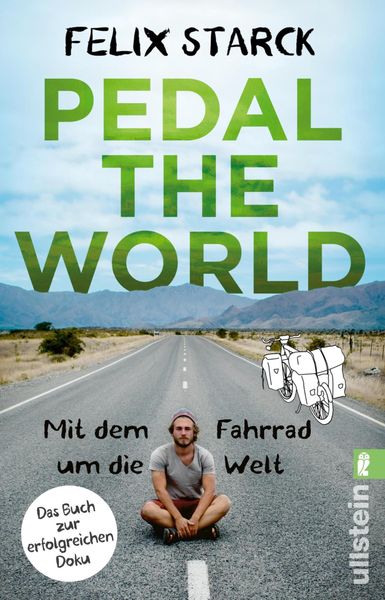 FELIX STARCK
PEDAL
THE
WORLD
Mit dem Fahrrad
um die Welt
Das Buch
zur
erfolgreichen
Doku
ullstein